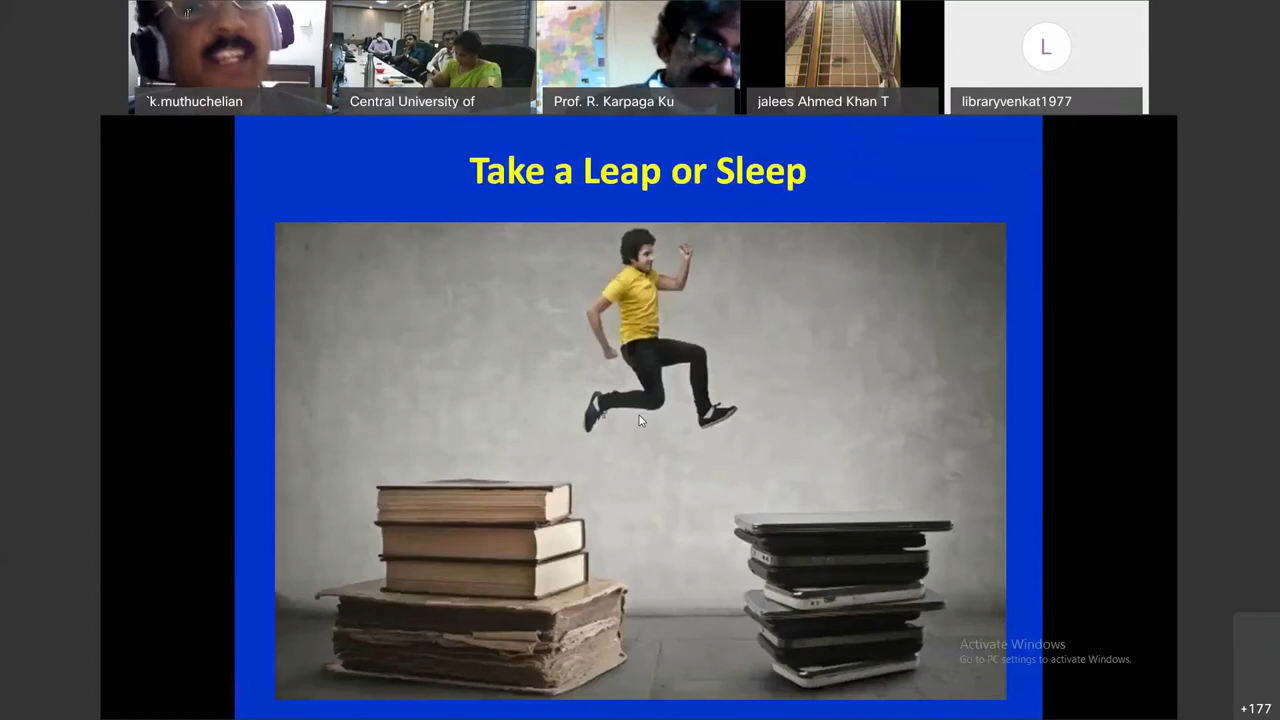 `k.muthuchelian
Central University of
Prof. R. Karpaga Ku
jalees Ahmed Khan T
L
libraryvenkat1977
Take a Leap or Sleep
Activate Windows
Go to PC settings to activate Windows.
+177